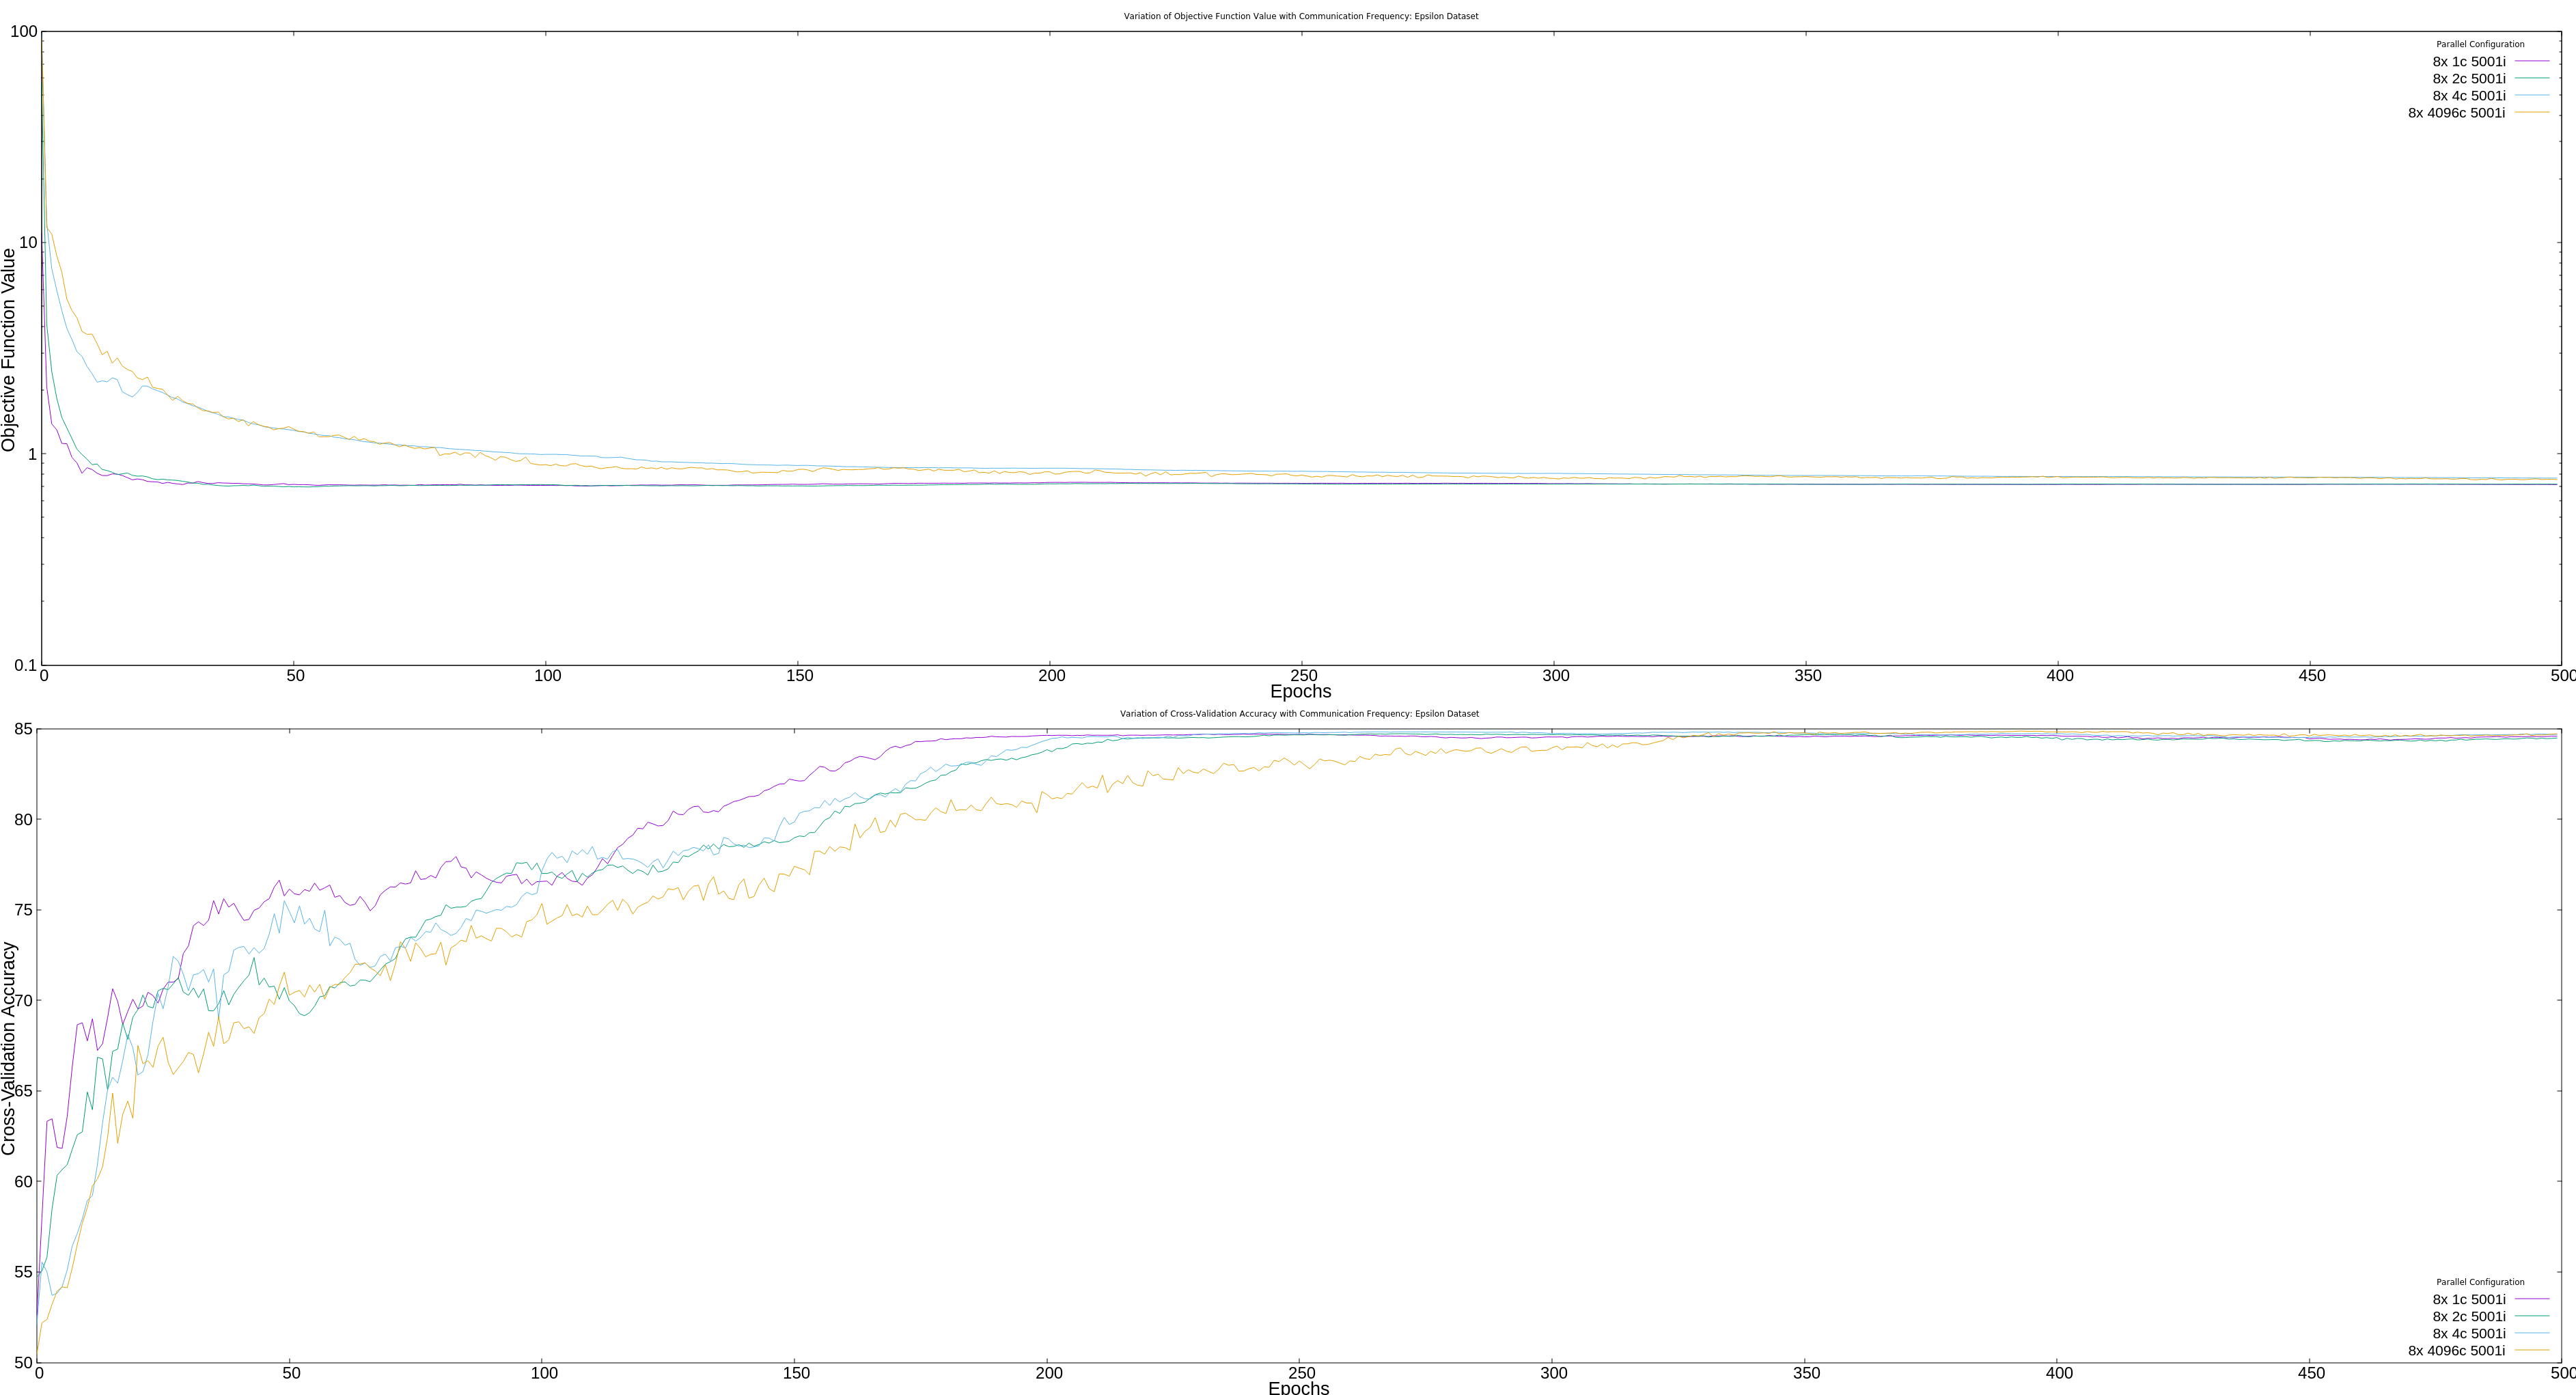 Variation of Objective Function Value with Communication Frequency: Epsilon Dataset
Parallel Configuration
8x 1c 5001i
8x 2c 5001i
8x 4c 5001i
8x 4096c 5001i
Objective Function Value
100
10
1
0.1
0 50 100 150 200 250 300 350 400 450 500
Epochs
Variation of Cross-Validation Accuracy with Communication Frequency: Epsilon Dataset
Cross-Validation Accuracy
85
80
75
70
65
60
55
50
Parallel Configuration
8x 1c 5001i
8x 2c 5001i
8x 4c 5001i
8x 4096c 5001i
0 50 100 150 200 250 300 350 400 450 500
Epochs